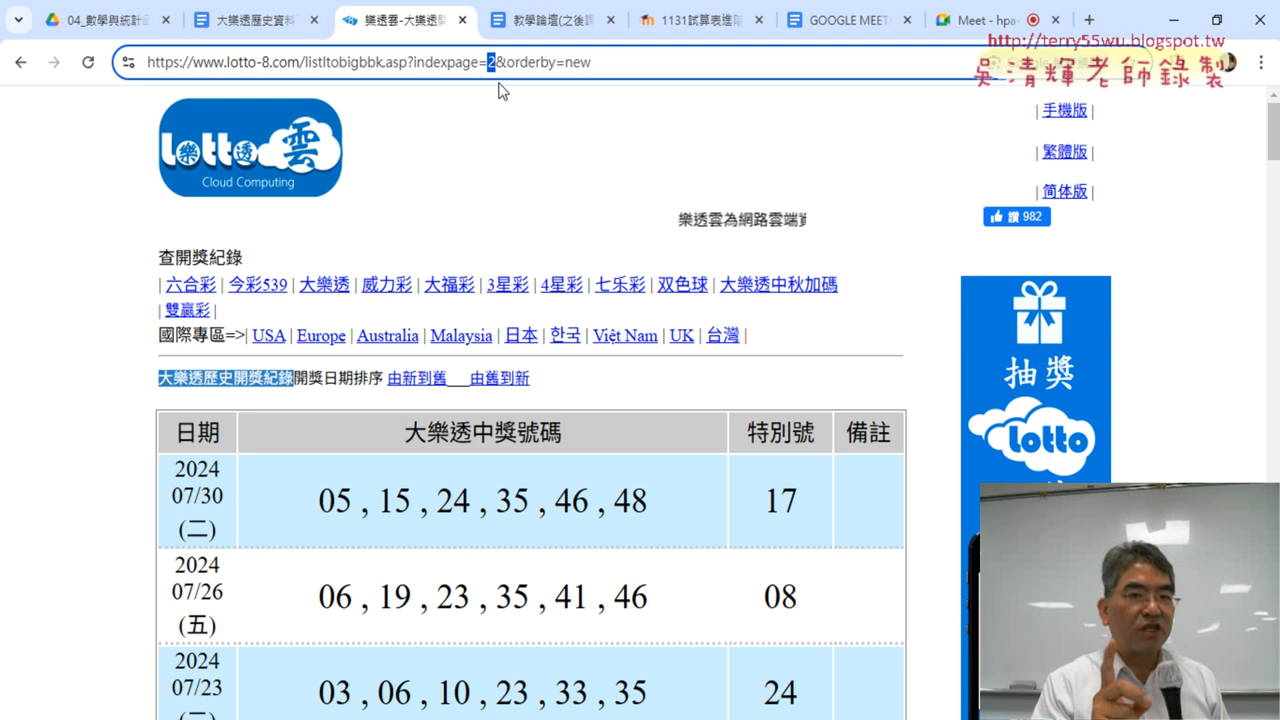 04_數學與統計函
大樂透歷史資料
樂透雲-大樂透歷
教學論壇(之後課
1131試算表進階
GOOGLE MEET
Meet - hpa
http://terry55wu.blogspot.tw
https://www.lotto-8.com/listltobigbbk.asp?indexpage=2&orderby=new
吳清輝老師錄製
| 手機版 |
| 繁體版 |
| 简体版 |
lotto
樂透
雲
Cloud Computing
讚 982
樂透雲為網路雲端資
查開獎紀錄
| 六合彩 | 今彩539 | 大樂透 | 威力彩 | 大福彩 | 3星彩 | 4星彩 | 七乐彩 | 双色球 | 大樂透中秋加碼
| 雙贏彩 |
國際專區=>| USA | Europe | Australia | Malaysia | 日本 | 한국 | Việt Nam | UK | 台灣 |
大樂透歷史開獎紀錄開獎日期排序 由新到舊 由舊到新
日期 大樂透中獎號碼 特別號 備註
2024
07/30
(二)
05 , 15 , 24 , 35 , 46 , 48 17
2024
07/26
(五)
06 , 19 , 23 , 35 , 41 , 46 08
2024
07/23
03 , 06 , 10 , 23 , 33 , 35 24
抽獎
lotto